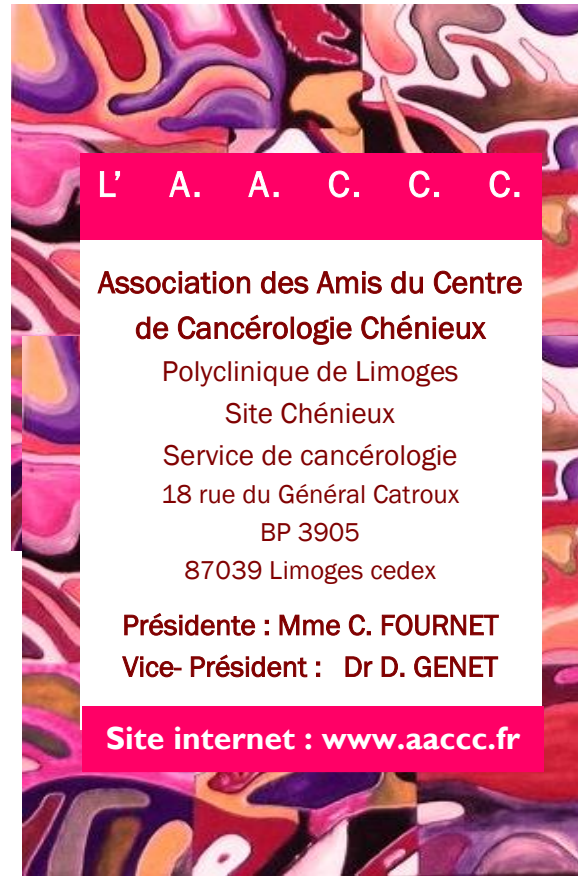 L' A. A. C. C. C.
Association des Amis du Centre
de Cancérologie Chénieux
Polyclinique de Limoges
Site Chénieux
Service de cancérologie
18 rue du Général Catroux
BP 3905
87039 Limoges cedex
Présidente : Mme C. FOURNET
Vice- Président : Dr D. GENET
Site internet : www.aaccc.fr